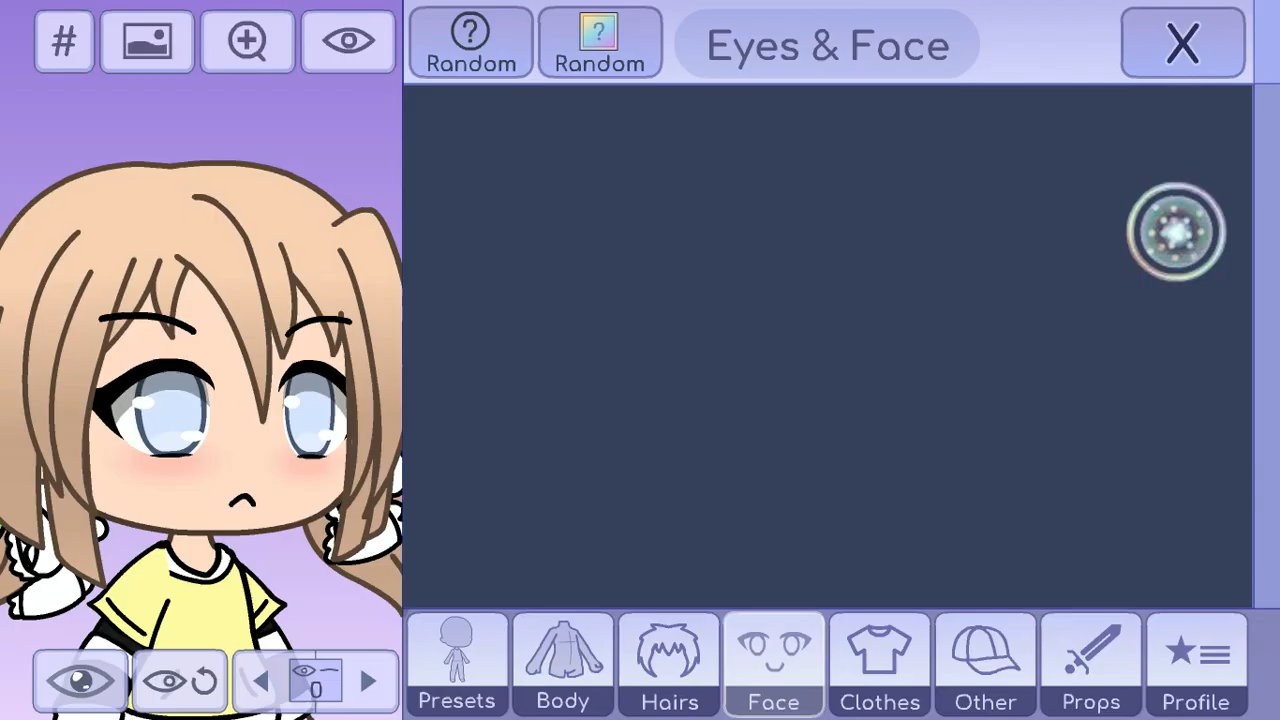 #
?
Random
?
Random
Eyes & Face
X
0
Presets
Body
Hairs
Face
Clothes
Other
Props
Profile